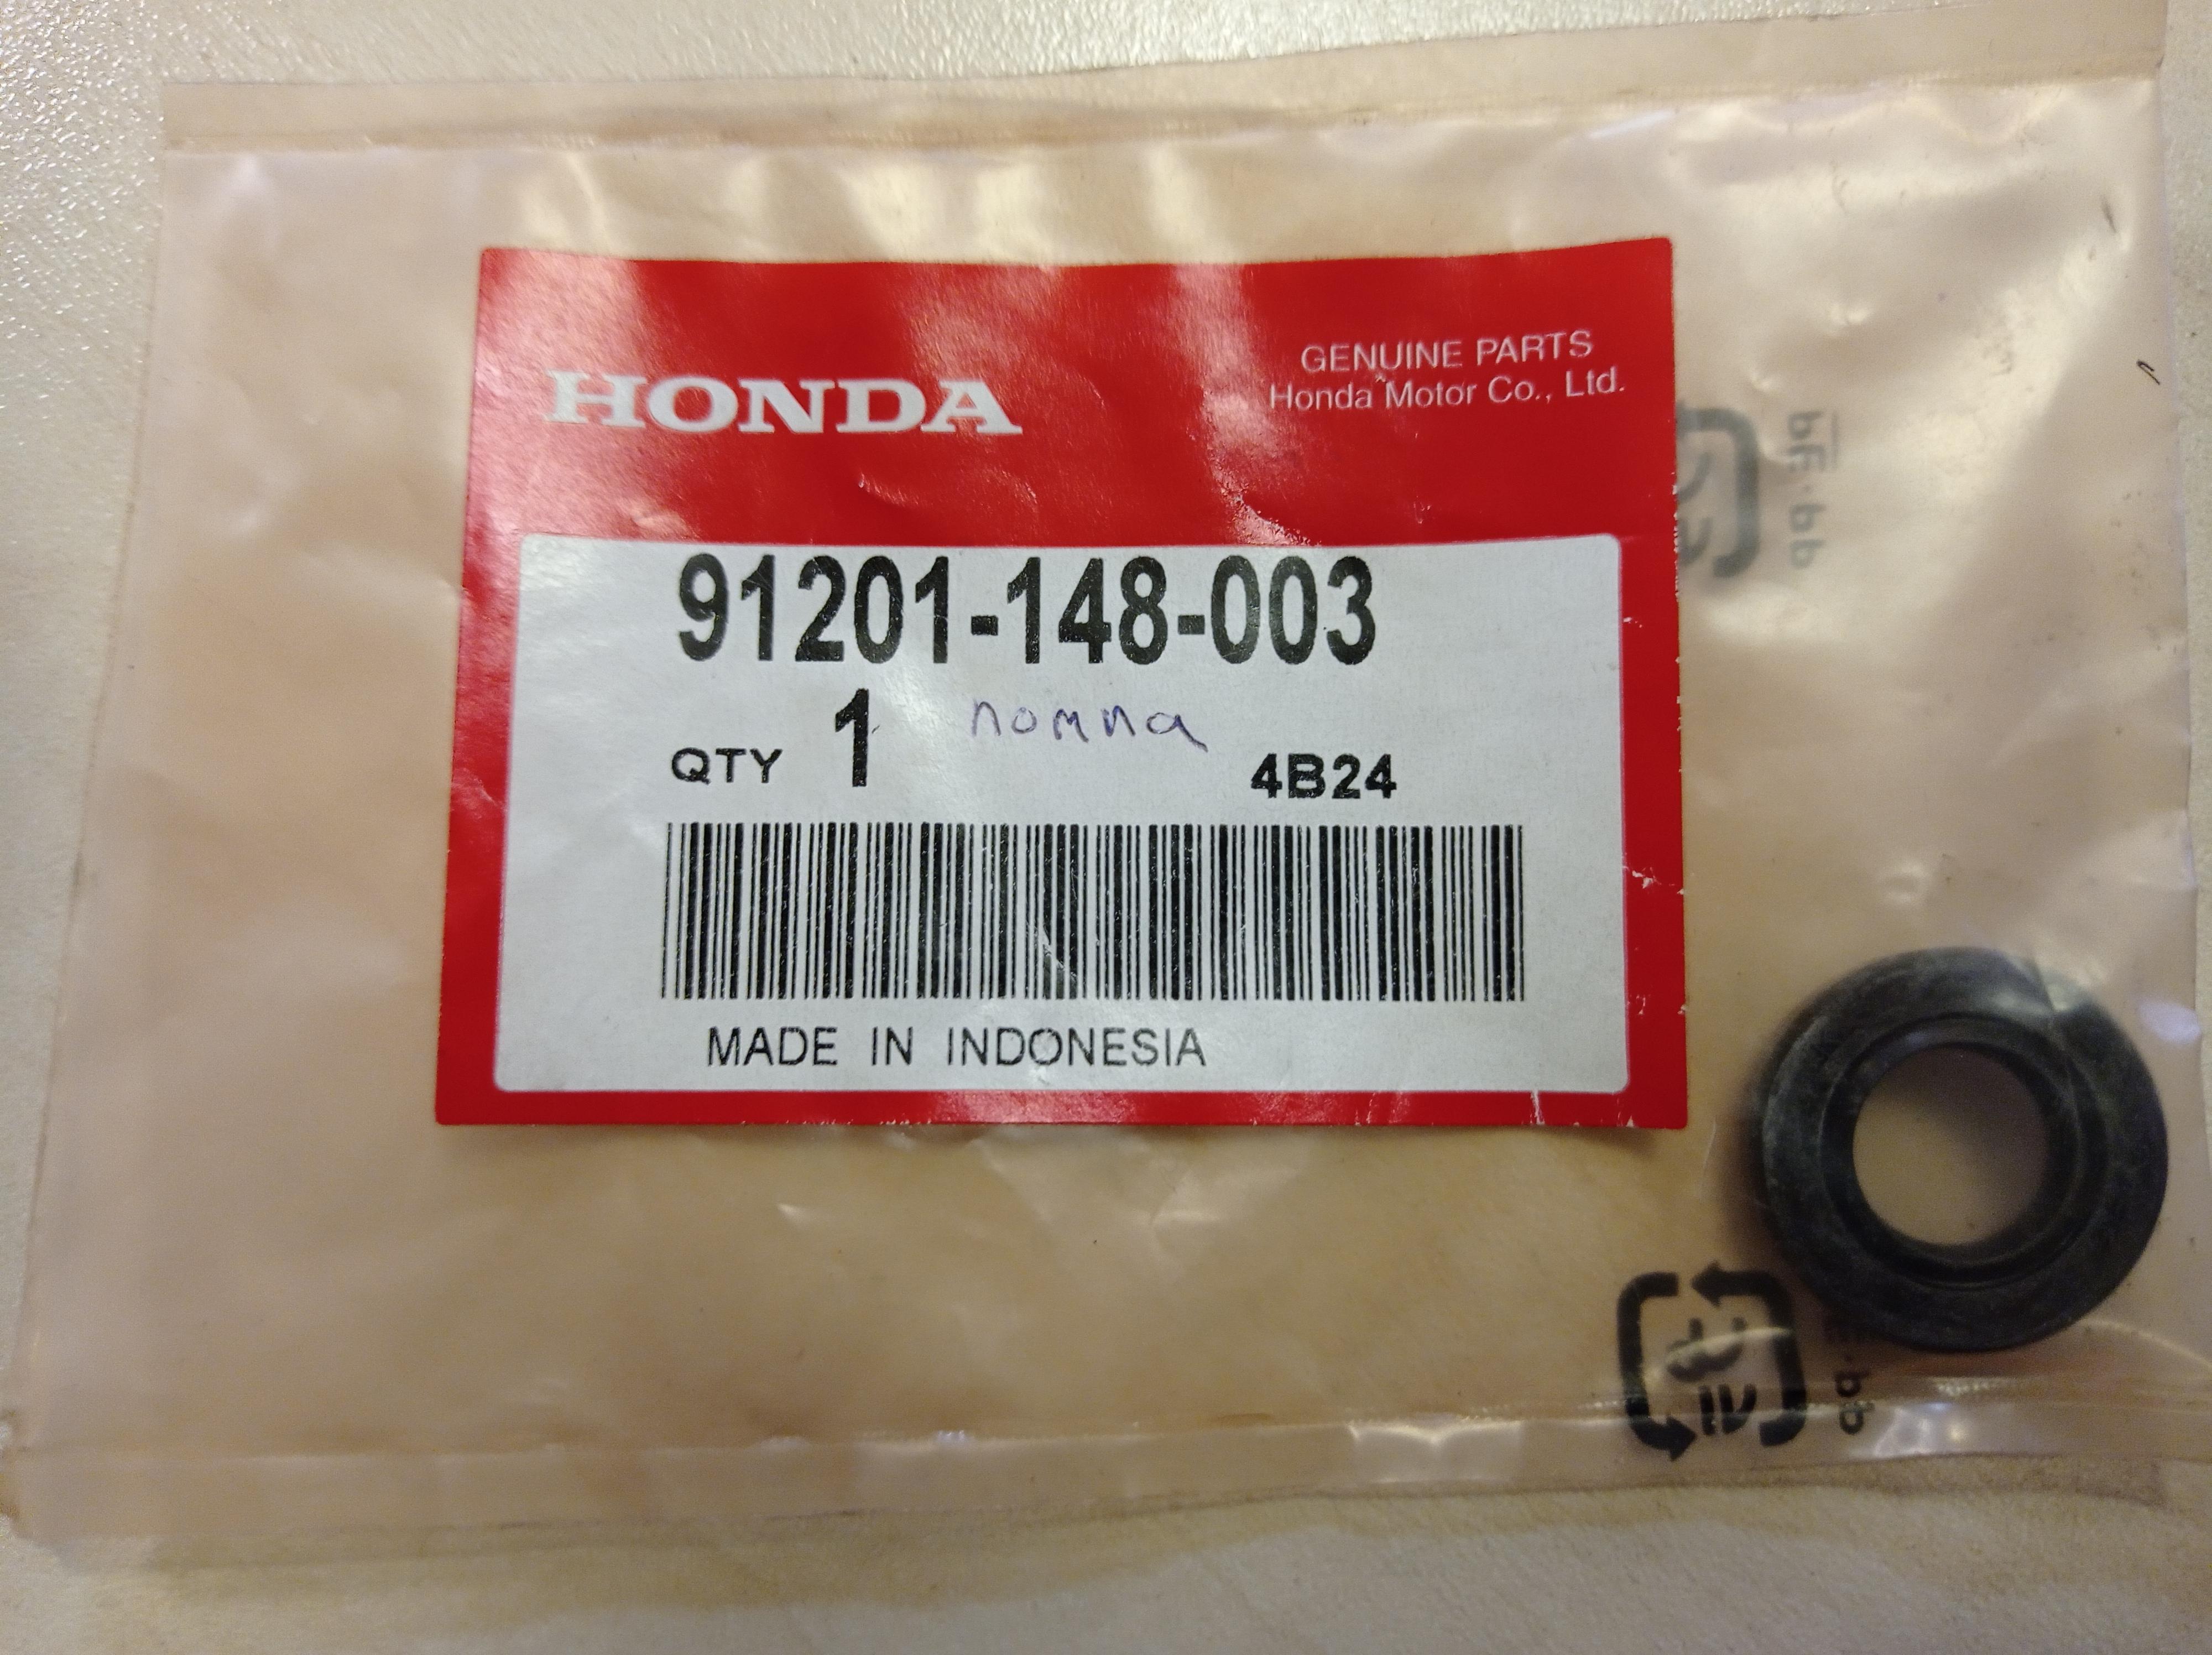 HONDA
GENUINE PARTS
Honda Motor Co., Ltd.
91201-148-003
QTY 1 помпа 4B24
MADE IN INDONESIA